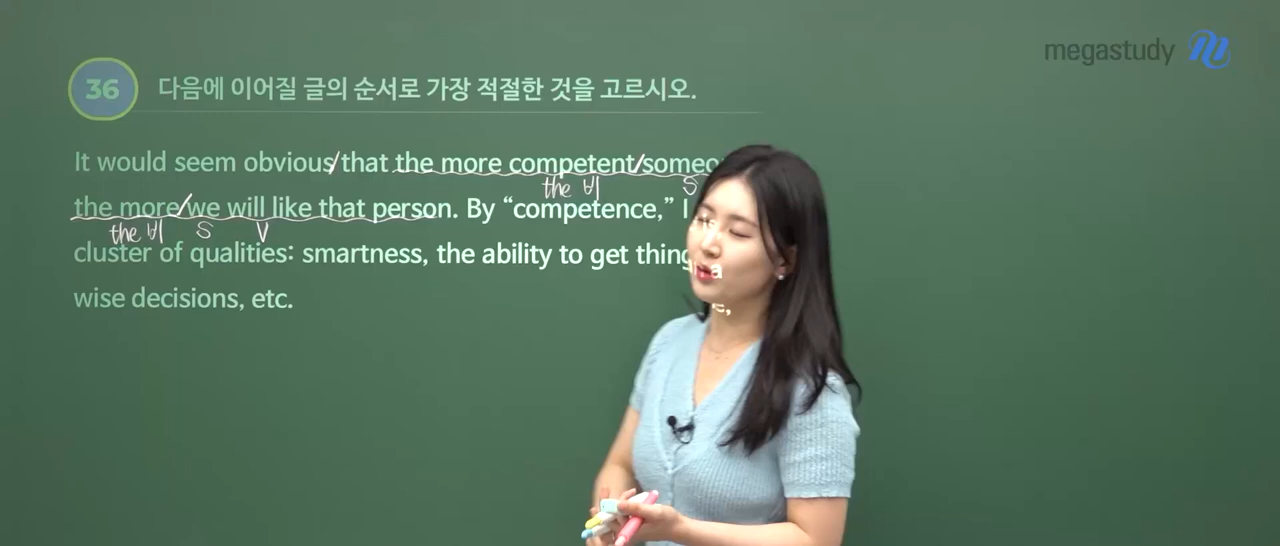 megastudy
36 다음에 이어질 글의 순서로 가장 적절한 것을 고르시오.
It would seem obvious/that the more competent/someo
the 비 S
the more/we will like that person. By “competence,” I
the 비 S V
cluster of qualities: smartness, the ability to get thing a
wise decisions, etc.